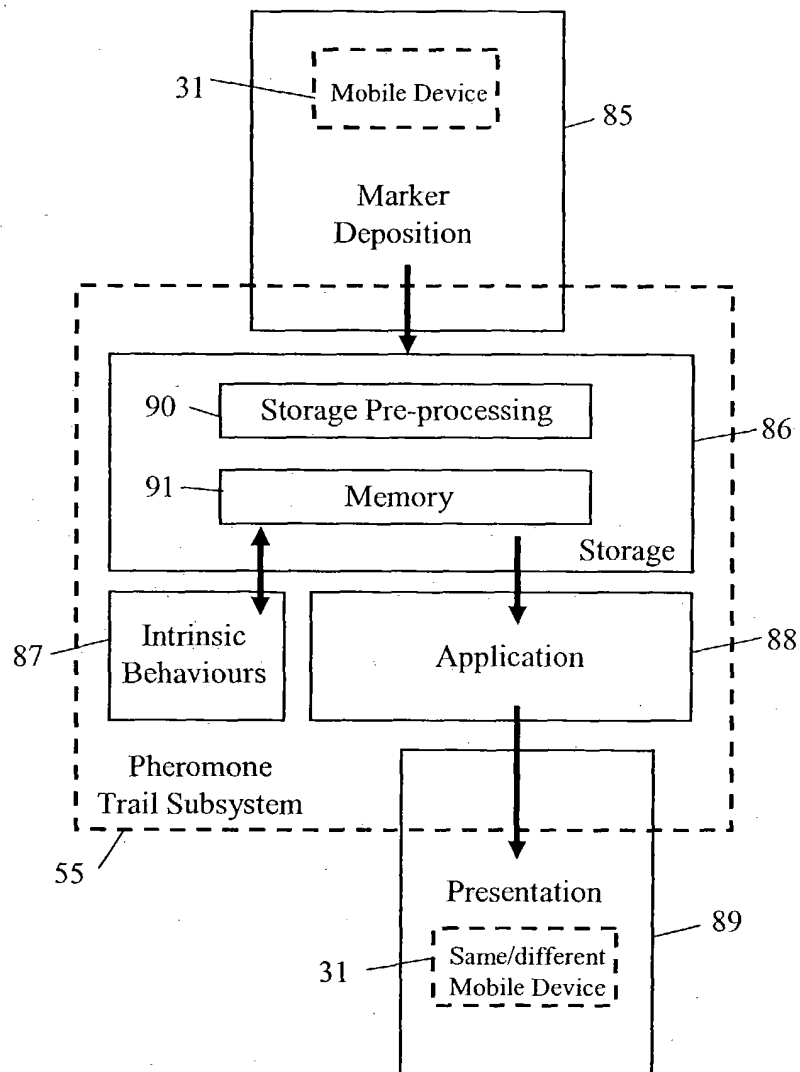 31
Mobile Device
85
Marker
Deposition
90
Storage Pre-processing
86
91
Memory
Storage
87
Intrinsic
Behaviours
Application
88
Pheromone
Trail Subsystem
55
Presentation
89
31
Same/different
Mobile Device